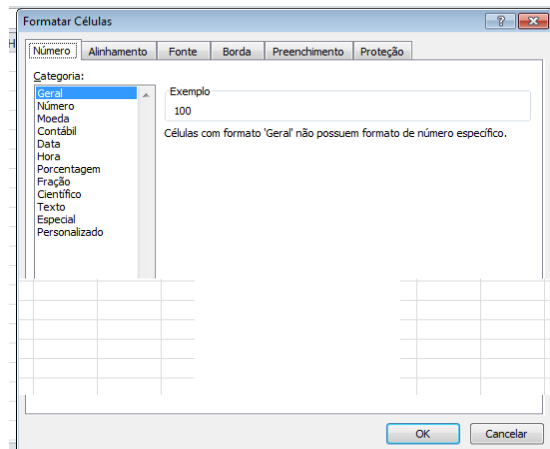 Formatar Células
H
Número Alinhamento Fonte Borda Preenchimento Proteção
Categoria:
Geral
Número
Moeda
Contábil
Data
Hora
Porcentagem
Fração
Científico
Texto
Especial
Personalizado
Exemplo
100
Células com formato 'Geral' não possuem formato de número específico.
OK Cancelar